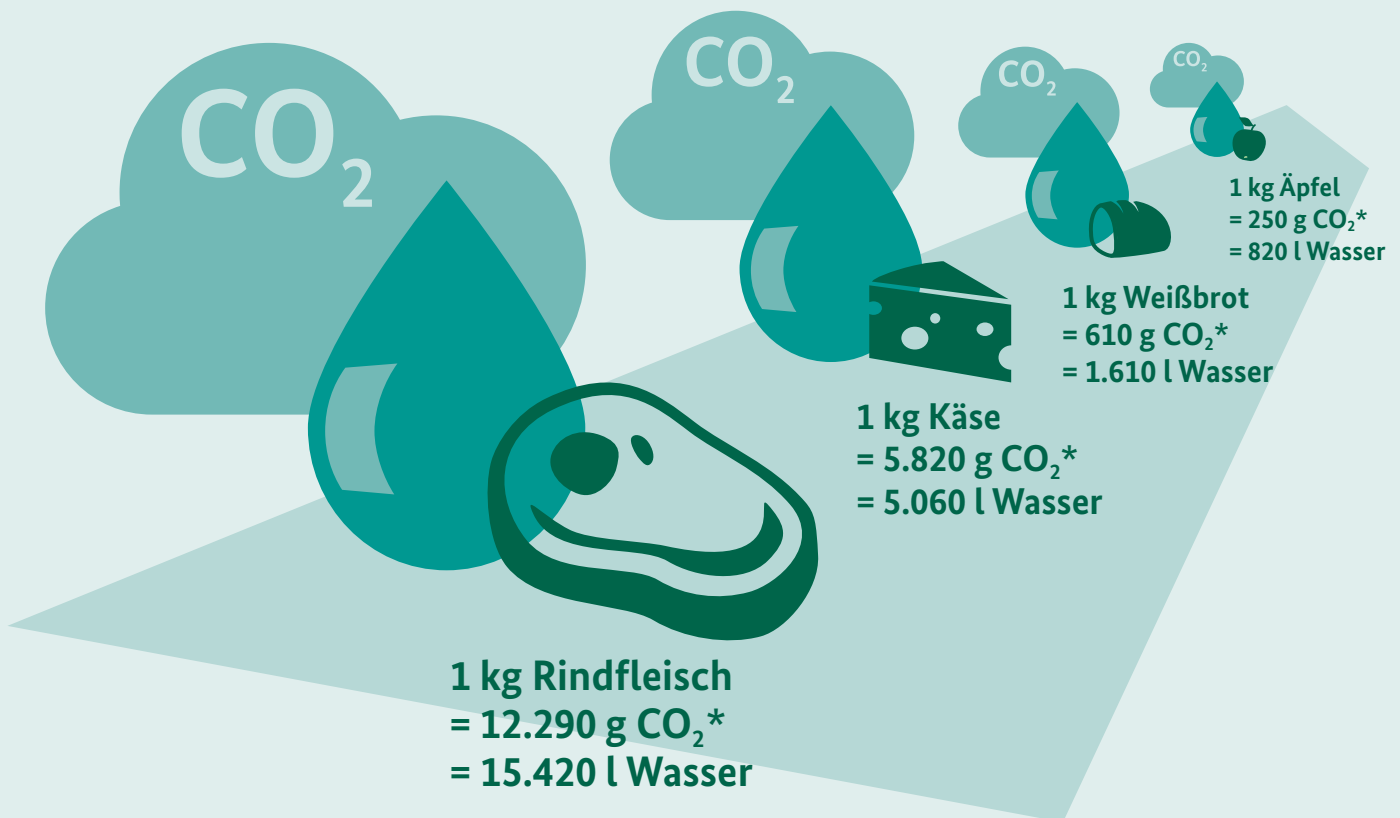 CO₂
CO₂
CO₂
CO₂
1 kg Äpfel
= 250 g CO₂*
= 820 l Wasser
1 kg Weißbrot
= 610 g CO₂*
= 1.610 l Wasser
1 kg Käse
= 5.820 g CO₂*
= 5.060 l Wasser
1 kg Rindfleisch
= 12.290 g CO₂*
= 15.420 l Wasser